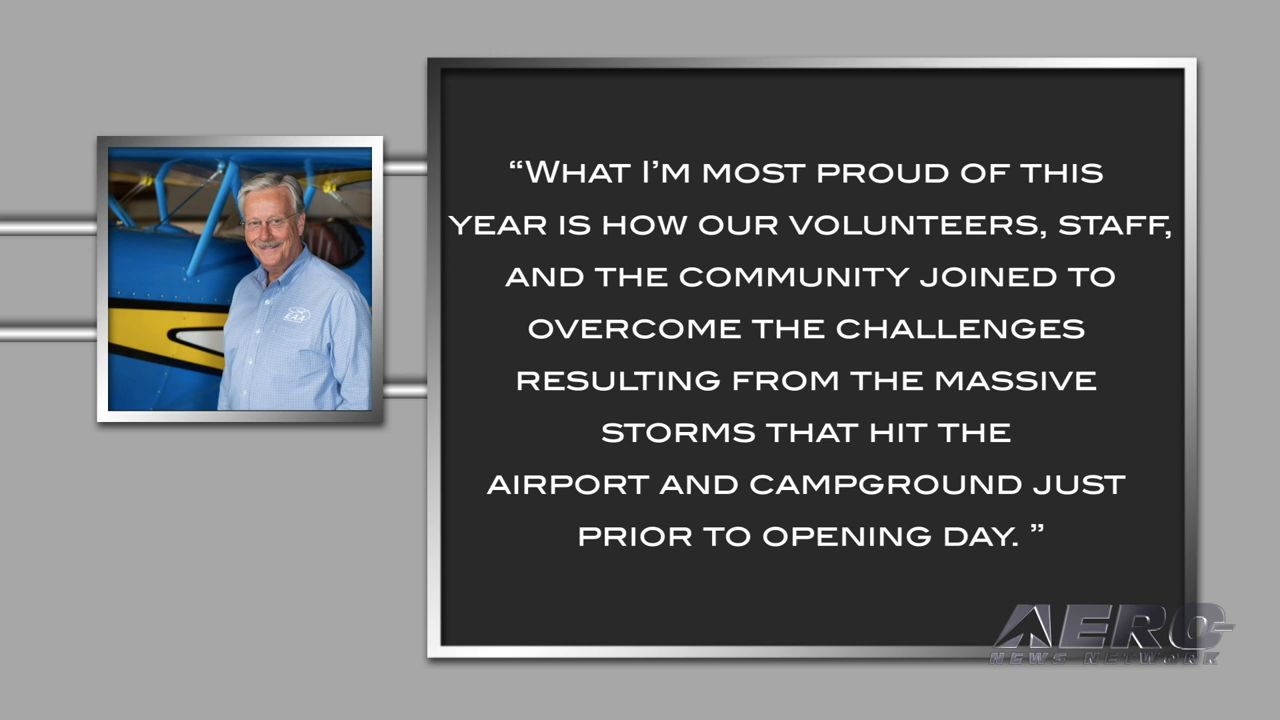 “What I’m most proud of this
year is how our volunteers, staff,
and the community joined to
overcome the challenges
resulting from the massive
storms that hit the
airport and campground just
prior to opening day. ”
EAA
AERO
NEWS NETWORK